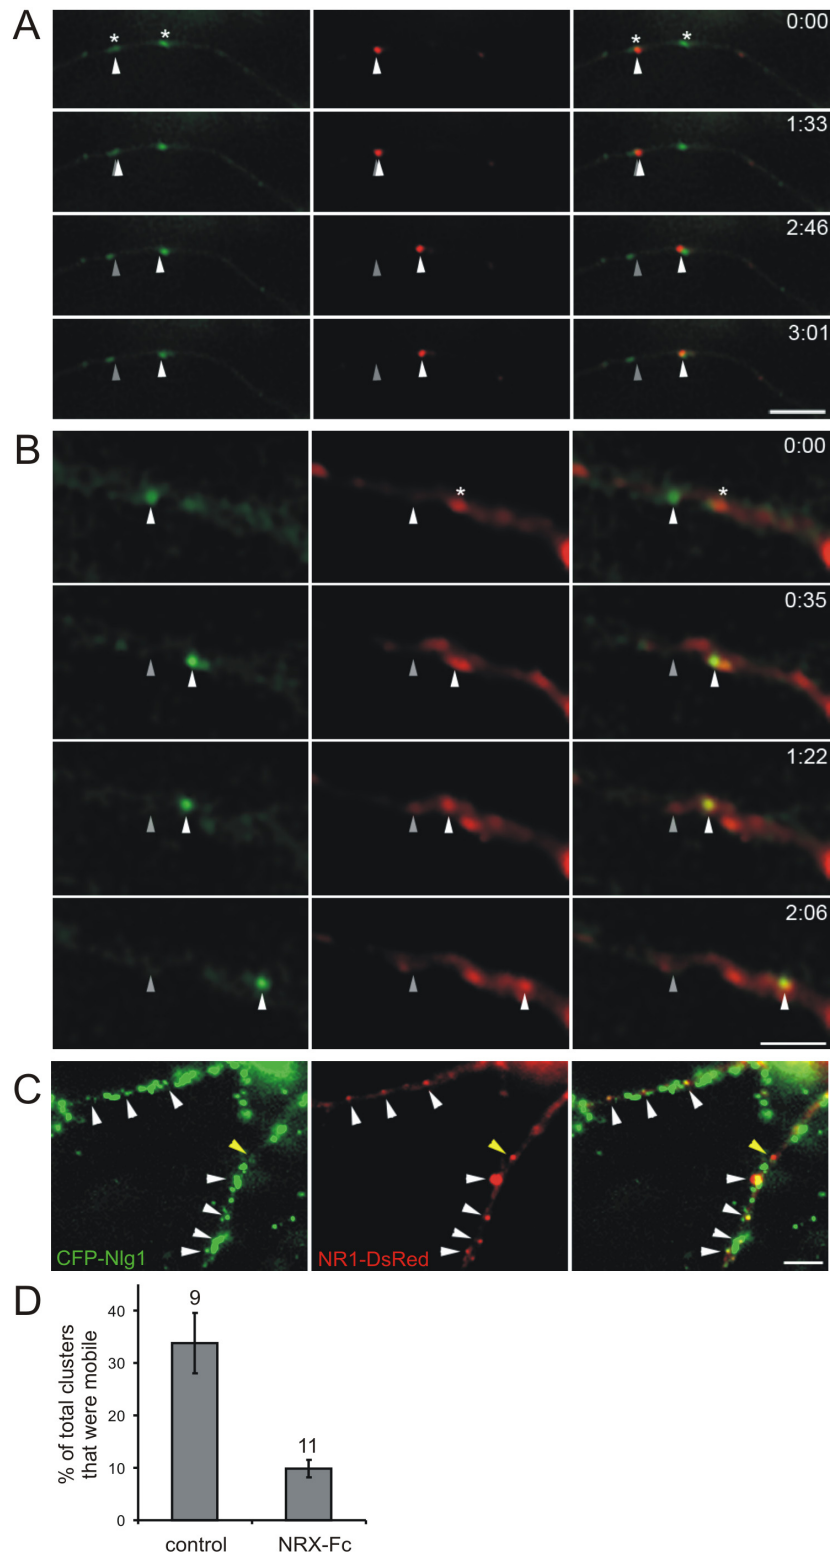 A
* *
* *
0:00
1:33
2:46
3:01
B
*
*
0:00
0:35
1:22
2:06
C
CFP-Nlg1
NR1-DsRed
D
% of total clusters
that were mobile
40
30
20
10
0
9
11
control
NRX-Fc